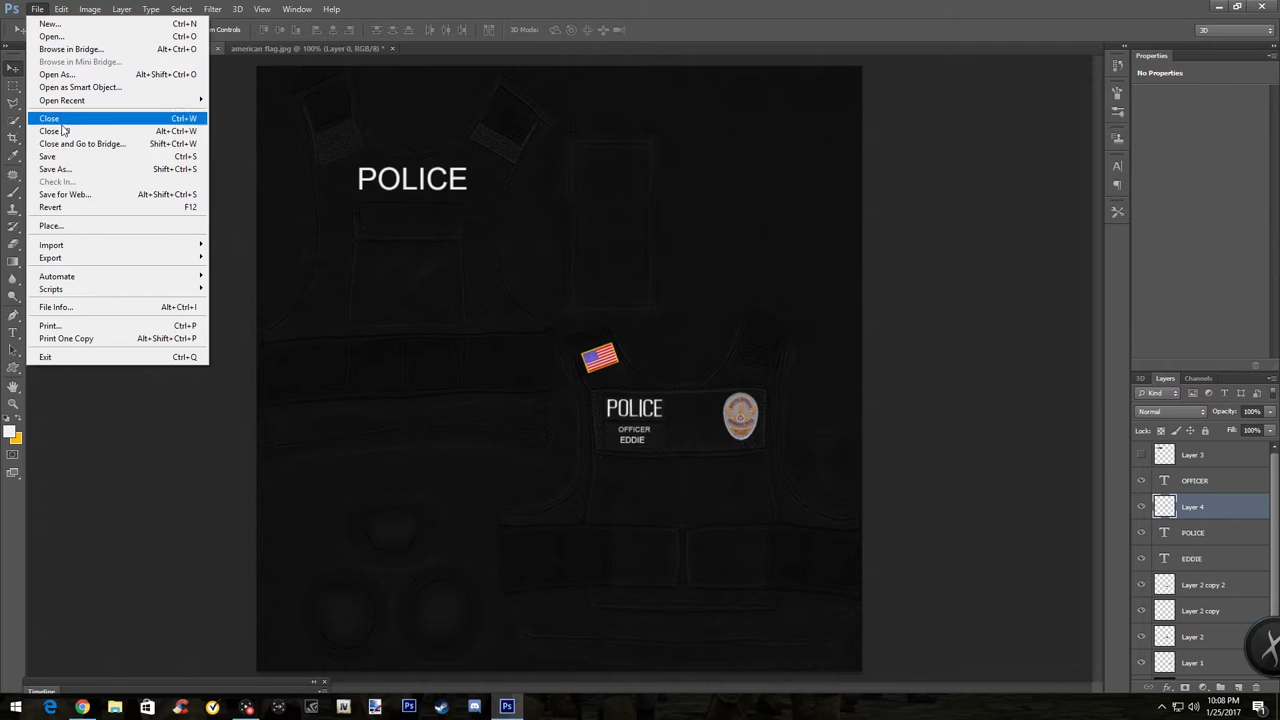 Ps File Edit Image Layer Type Select Filter 3D View Window Help
Controls 3D Mode: 3D
american flag.jpg @ 100% (Layer 0, RGB/8) *
New... Ctrl+N
Open... Ctrl+O
Browse in Bridge... Alt+Ctrl+O
Browse in Mini Bridge...
Open As... Alt+Shift+Ctrl+O
Open as Smart Object...
Open Recent
Close Ctrl+W
Close Alt+Ctrl+W
Close and Go to Bridge... Shift+Ctrl+W
Save Ctrl+S
Save As... Shift+Ctrl+S
Check In...
Save for Web... Alt+Shift+Ctrl+S
Revert F12
Place...
Import
Export
Automate
Scripts
File Info... Alt+Ctrl+I
Print... Ctrl+P
Print One Copy Alt+Shift+Ctrl+P
Exit Ctrl+Q
POLICE
POLICE
OFFICER
EDDIE
Properties
No Properties
3D Layers Channels
Kind
Normal Opacity: 100%
Lock: Fill: 100%
Layer 3
OFFICER
Layer 4
POLICE
EDDIE
Layer 2 copy 2
Layer 2 copy
Layer 2
Layer 1
Timeline
10:08 PM
1/25/2017